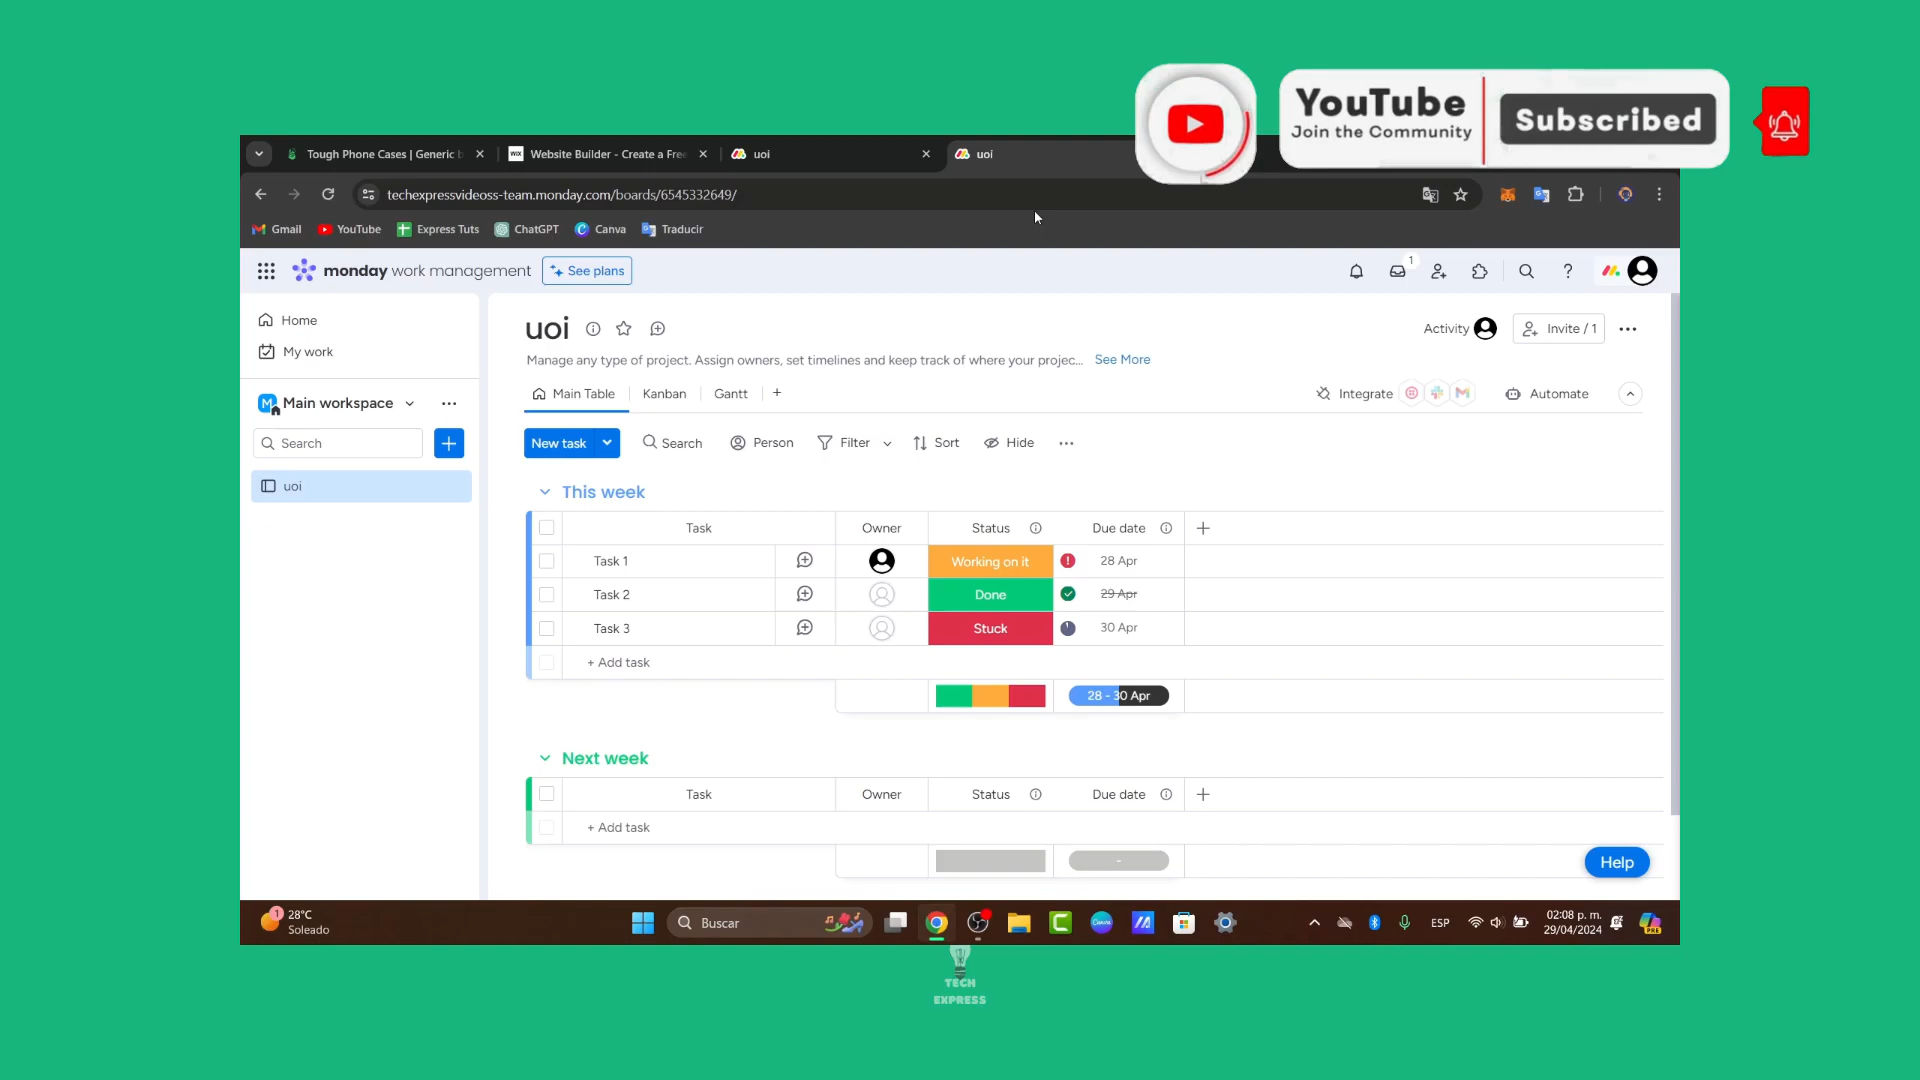 YouTube
Join the Community
Subscribed
Tough Phone Cases | Generic b
WIX Website Builder - Create a Free
uoi
uoi
techexpressvideoss-team.monday.com/boards/6545332649/
Gmail YouTube Express Tuts ChatGPT Canva Traducir
monday work management See plans 1
Home
My work
M Main workspace
Search
uoi
uoi Activity Invite / 1
Manage any type of project. Assign owners, set timelines and keep track of where your projec... See More
Main Table Kanban Gantt + Integrate Automate
New task Search Person Filter Sort Hide
This week
Task Owner Status Due date
Task 1 Working on it 28 Apr
Task 2 Done 29 Apr
Task 3 Stuck 30 Apr
+ Add task
28 - 30 Apr
Next week
Task Owner Status Due date
+ Add task
-
Help
1 28°C
Soleado
Buscar
Canva
ESP
02:08 p. m.
29/04/2024
PRE
TECH
EXPRESS